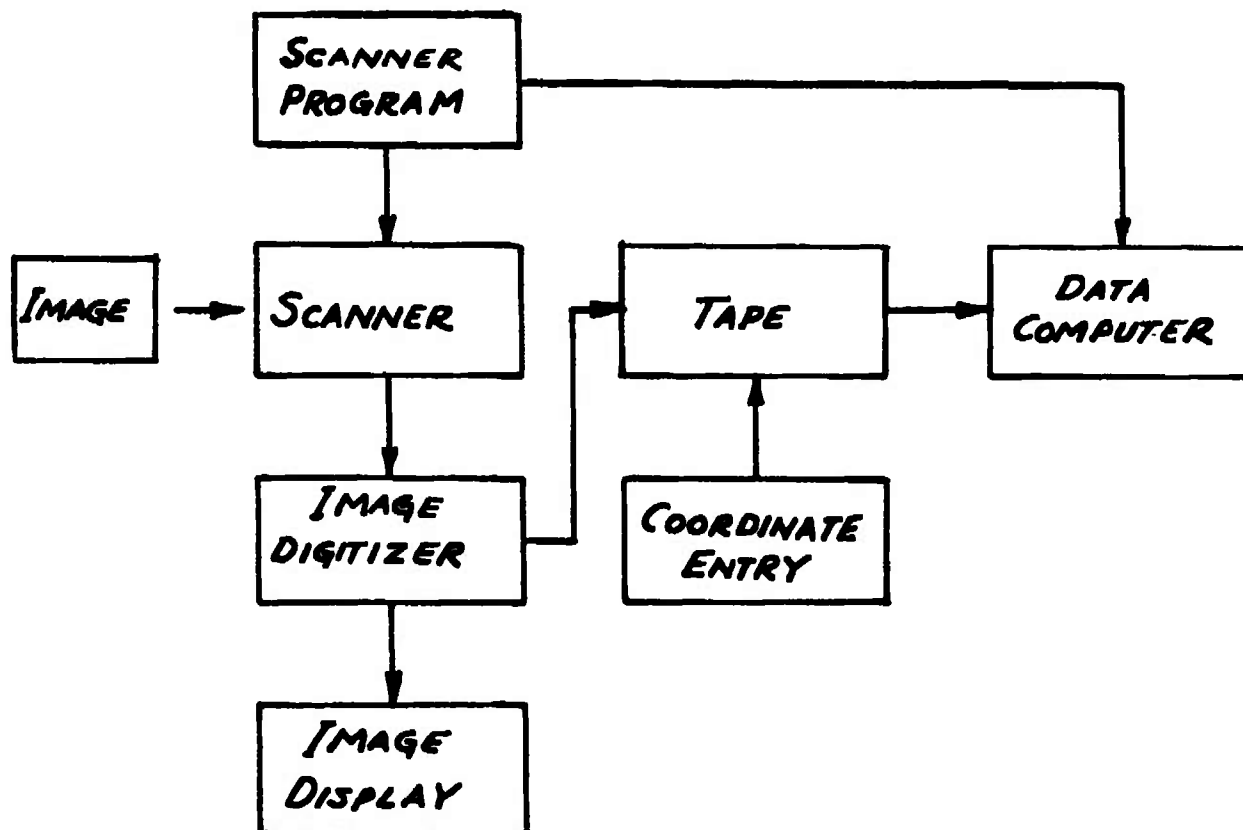 SCANNER
PROGRAM
IMAGE
SCANNER
TAPE
DATA
COMPUTER
IMAGE
DIGITIZER
COORDINATE
ENTRY
IMAGE
DISPLAY